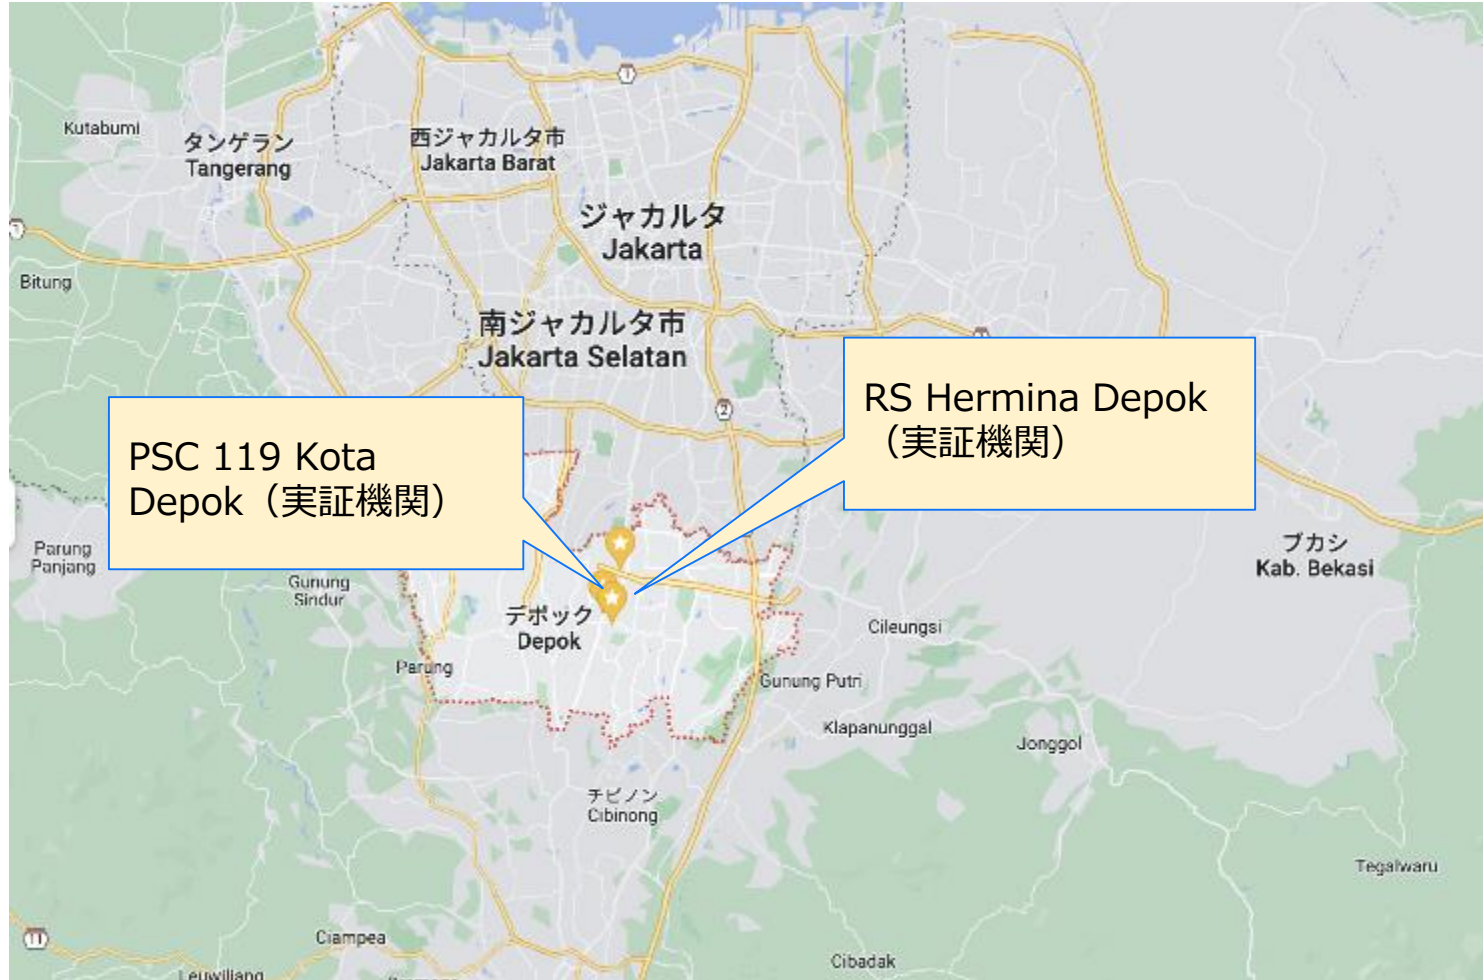 Kutabumi
タンゲラン
Tangerang
西ジャカルタ市
Jakarta Barat
1
ジャカルタ
Jakarta
Bitung
南ジャカルタ市
Jakarta Selatan
2
PSC 119 Kota
Depok（実証機関）
RS Hermina Depok
（実証機関）
Parung
Panjang
Gunung
Sindur
ブカシ
Kab. Bekasi
デポック
Depok
Cileungsi
Parung
Gunung Putri
Klapanunggal
Jonggol
チビノン
Cibinong
Tegalwaru
11
Ciampea
Cibadak
Leuwiliang